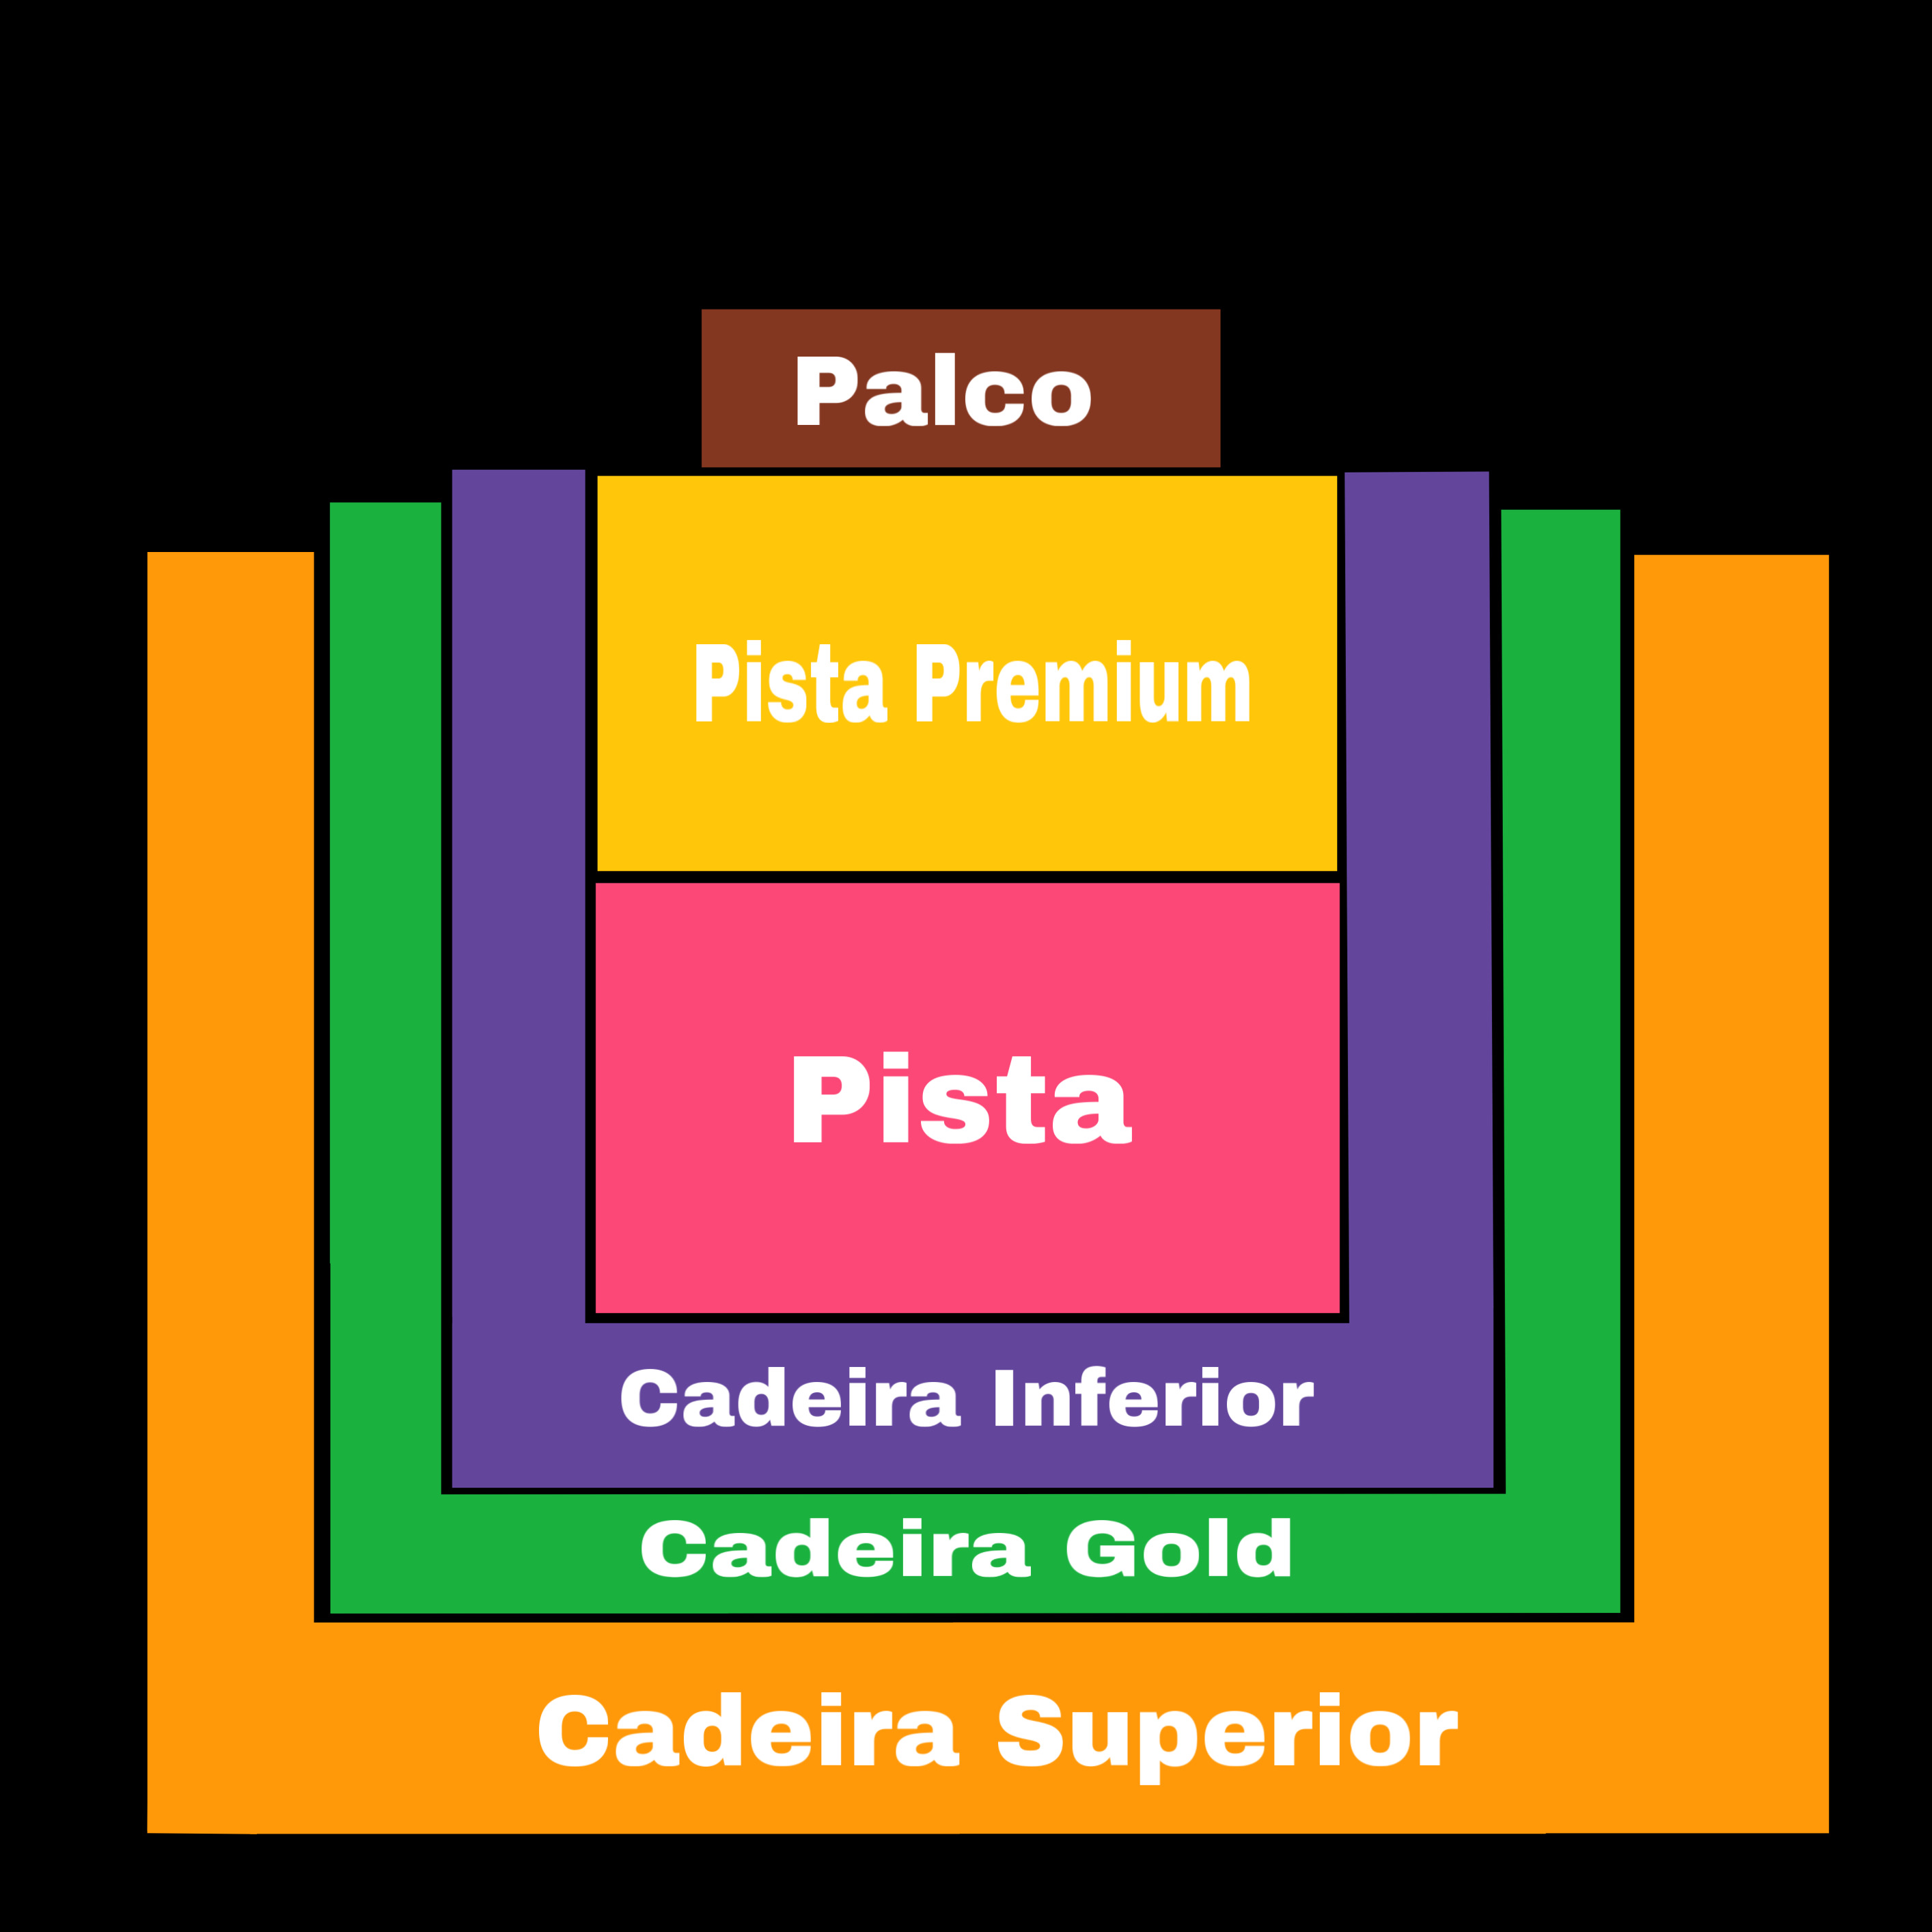 Palco
Pista Premium
Pista
Cadeira Inferior
Cadeira Gold
Cadeira Superior